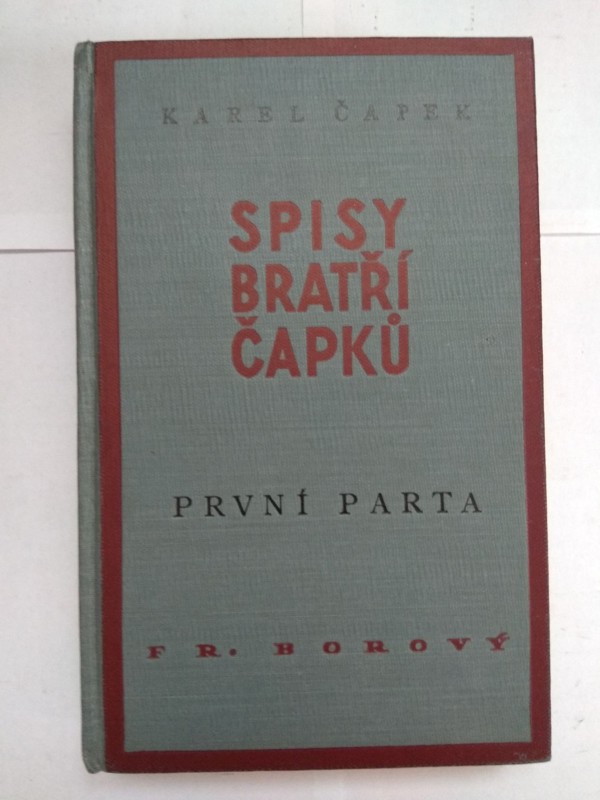 KAREL ČAPEK
SPISY
BRATŘÍ
ČAPKŮ
PRVNÍ PARTA
FR. BOROVÝ